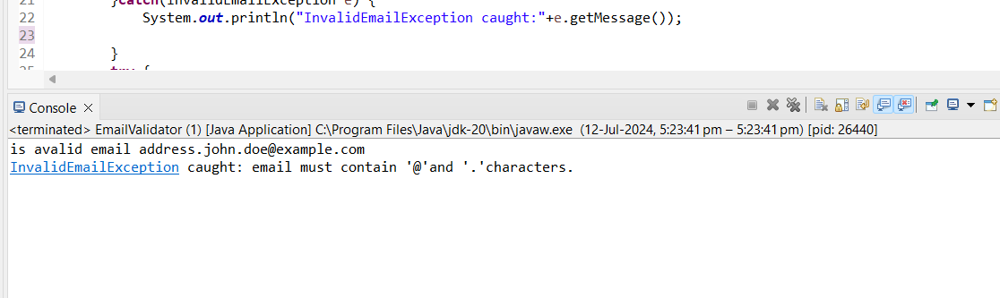 21 }catch(InvalidEmailException e) {
22 System.out.println("InvalidEmailException caught:"+e.getMessage());
23
24 }
25 try {
Console
<terminated> EmailValidator (1) [Java Application] C:\Program Files\Java\jdk-20\bin\javaw.exe (12-Jul-2024, 5:23:41 pm – 5:23:41 pm) [pid: 26440]
is avalid email address.john.doe@example.com
InvalidEmailException caught: email must contain '@'and '.'characters.